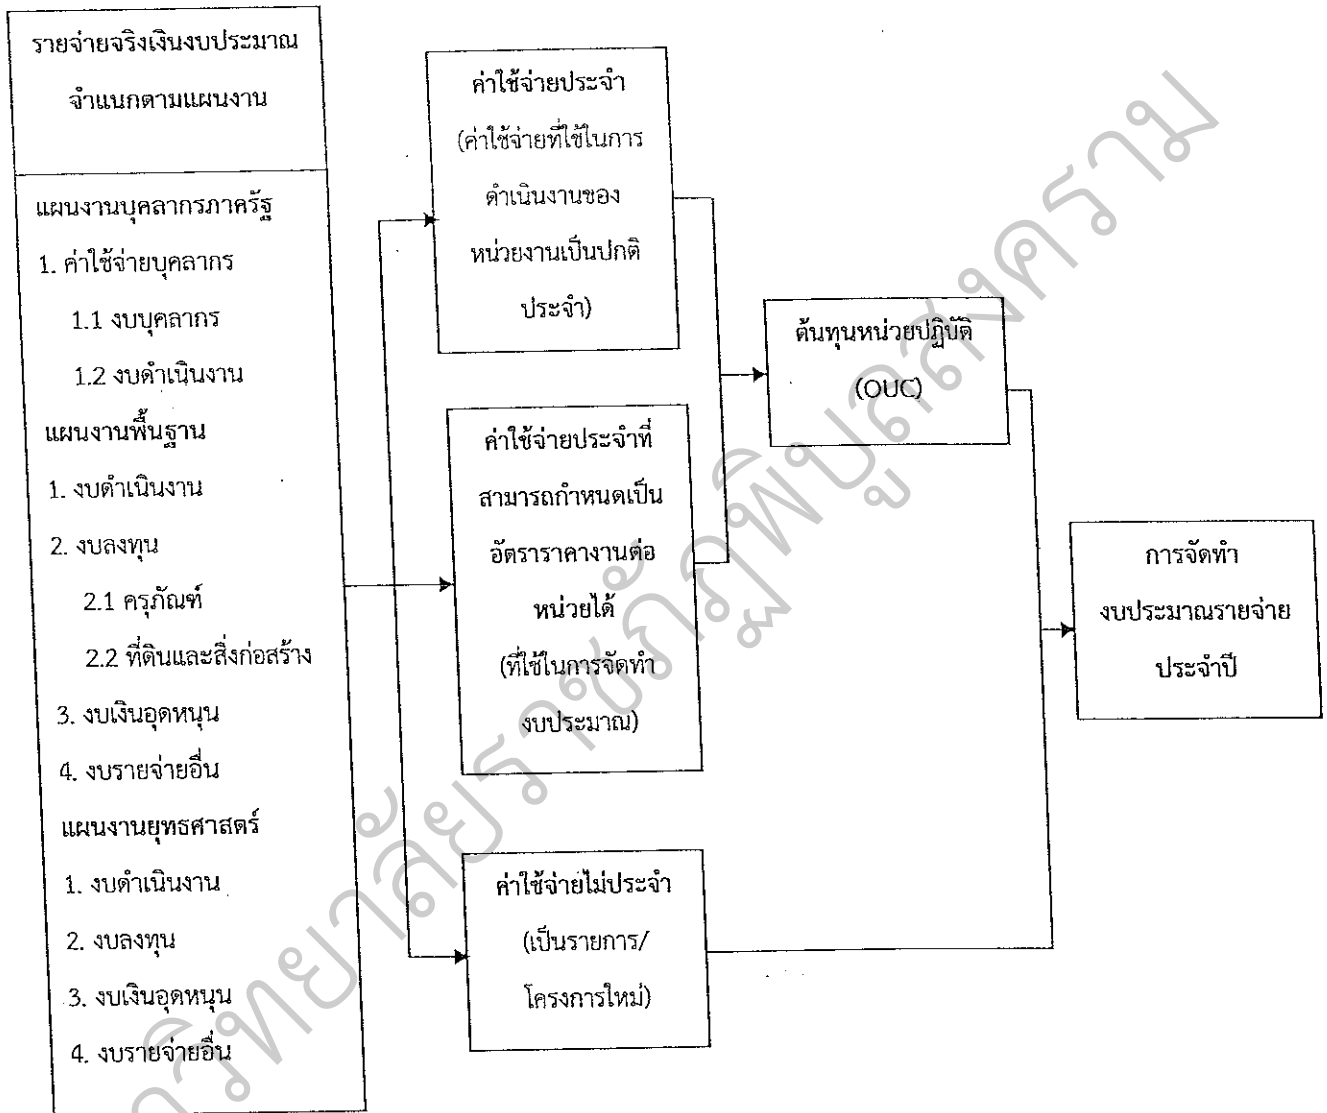 รายจ่ายจริงเงินงบประมาณ
จำแนกตามแผนงาน
แผนงานบุคลากรภาครัฐ
1. ค่าใช้จ่ายบุคลากร
1.1 งบบุคลากร
1.2 งบดำเนินงาน
แผนงานพื้นฐาน
1. งบดำเนินงาน
2. งบลงทุน
2.1 ครุภัณฑ์
2.2 ที่ดินและสิ่งก่อสร้าง
3. งบเงินอุดหนุน
4. งบรายจ่ายอื่น
แผนงานยุทธศาสตร์
1. งบดำเนินงาน
2. งบลงทุน
3. งบเงินอุดหนุน
4. งบรายจ่ายอื่น
ค่าใช้จ่ายประจำ
(ค่าใช้จ่ายที่ใช้ในการ
ดำเนินงานของ
หน่วยงานเป็นปกติ
ประจำ)
ค่าใช้จ่ายประจำที่
สามารถกำหนดเป็น
อัตราราคางานต่อ
หน่วยได้
(ที่ใช้ในการจัดทำ
งบประมาณ)
ค่าใช้จ่ายไม่ประจำ
(เป็นรายการ/
โครงการใหม่)
ต้นทุนหน่วยปฏิบัติ
(OUC)
การจัดทำ
งบประมาณรายจ่าย
ประจำปี
วิทยาลัยราชภัฏพิบูลสงคราม